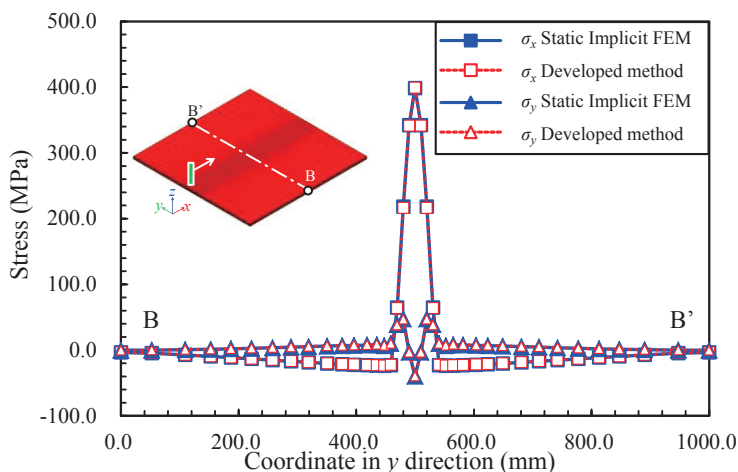 500.0
400.0
300.0
200.0
100.0
0.0
-100.0
Stress (MPa)
σx Static Implicit FEM
σx Developed method
σy Static Implicit FEM
σy Developed method
B'
B
z
y
x
B
B'
0.0 200.0 400.0 600.0 800.0 1000.0
Coordinate in y direction (mm)